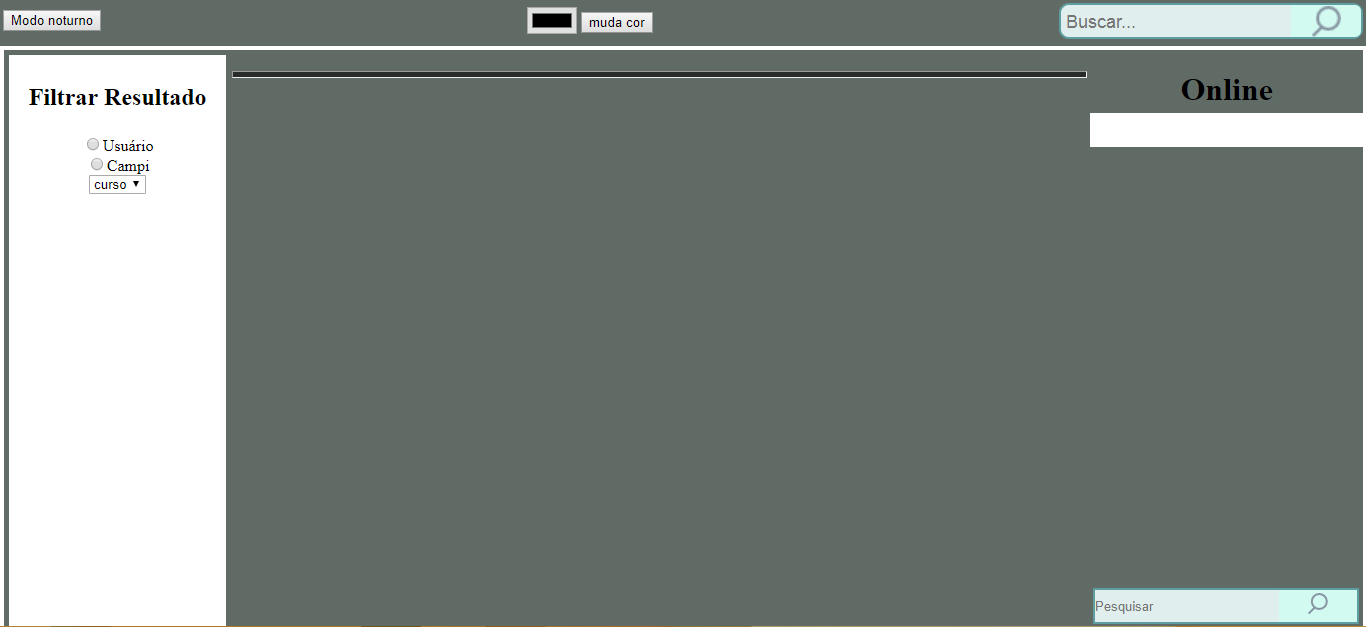 Modo noturno
muda cor
Buscar...
Filtrar Resultado
Usuário
Campi
curso
Online
Pesquisar